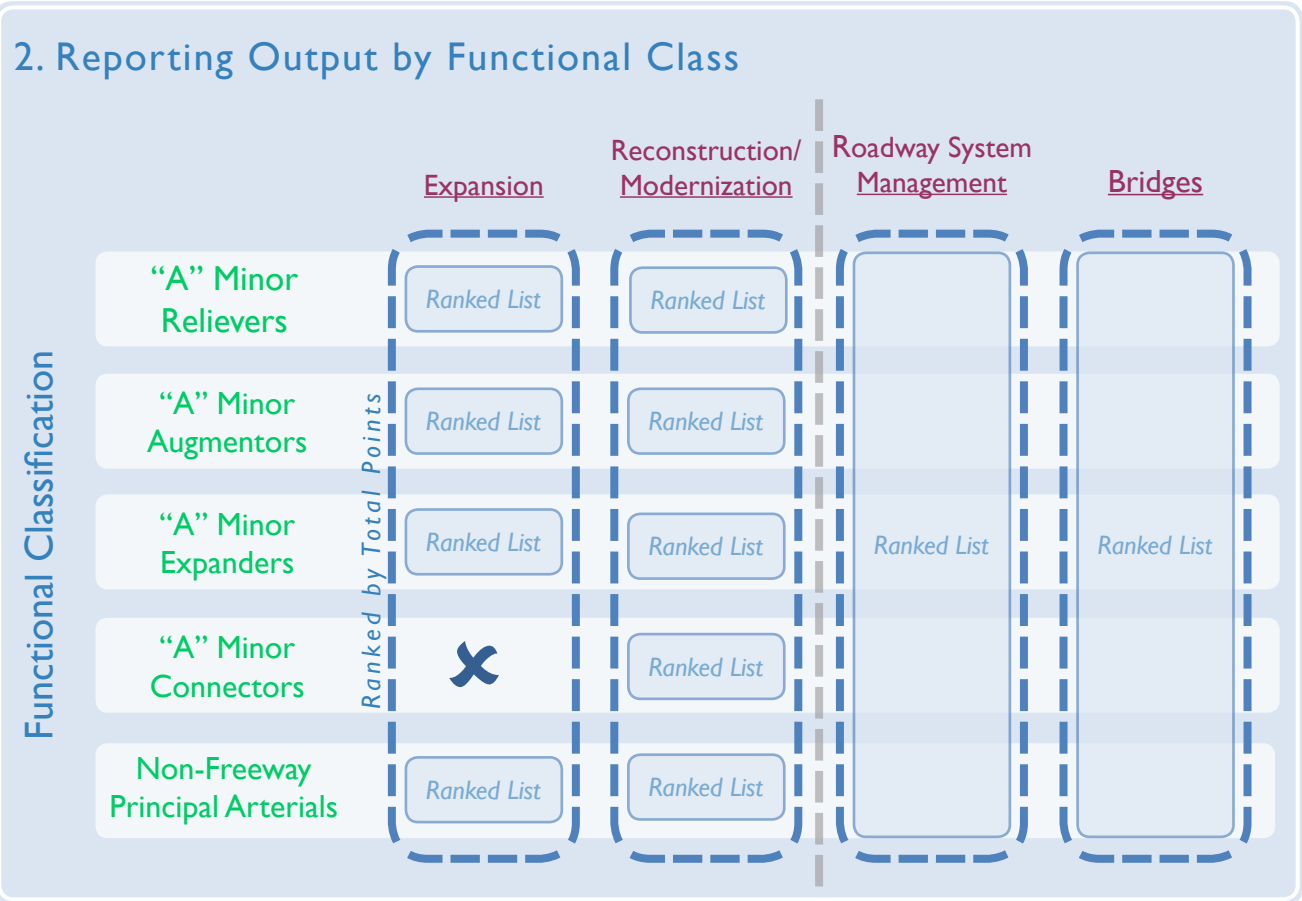 2. Reporting Output by Functional Class
Expansion
Reconstruction/
Modernization
Roadway System
Management
Bridges
Functional Classification
Ranked by Total Points
“A” Minor
Relievers
Ranked List
Ranked List
“A” Minor
Augmentors
Ranked List
Ranked List
“A” Minor
Expanders
Ranked List
Ranked List
Ranked List
Ranked List
“A” Minor
Connectors
Ranked List
Non-Freeway
Principal Arterials
Ranked List
Ranked List